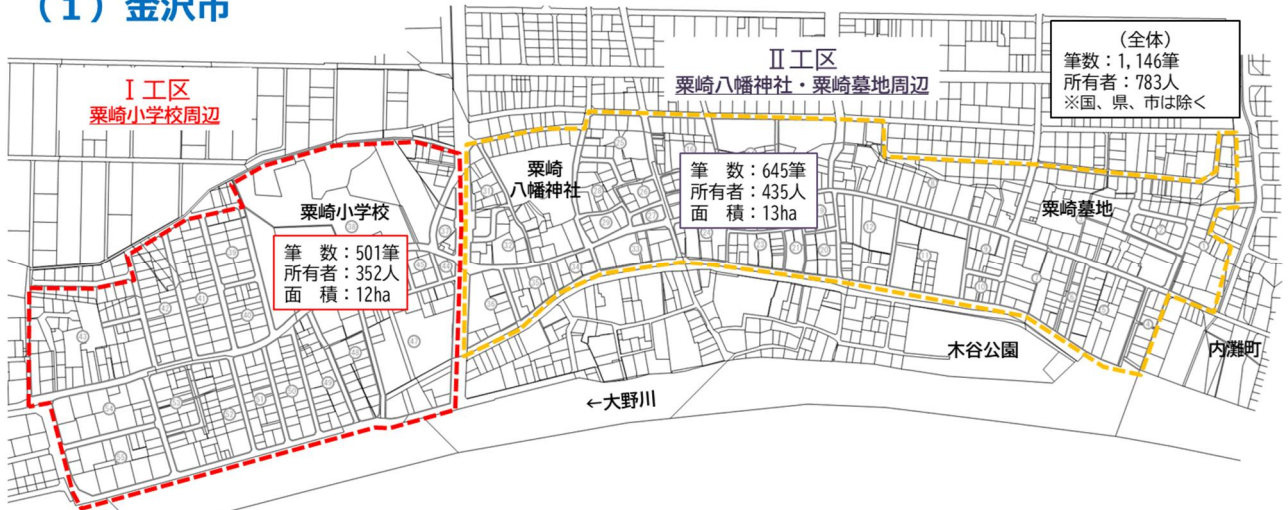 （１）金沢市
Ⅰ工区
粟崎小学校周辺
Ⅱ工区
粟崎八幡神社・粟崎墓地周辺
（全体）
筆数：1,146筆
所有者：783人
※国、県、市は除く
粟崎小学校
筆　数：501筆
所有者：352人
面　積：12ha
粟崎
八幡神社
筆　数：645筆
所有者：435人
面　積：13ha
粟崎墓地
木谷公園
内灘町
←大野川